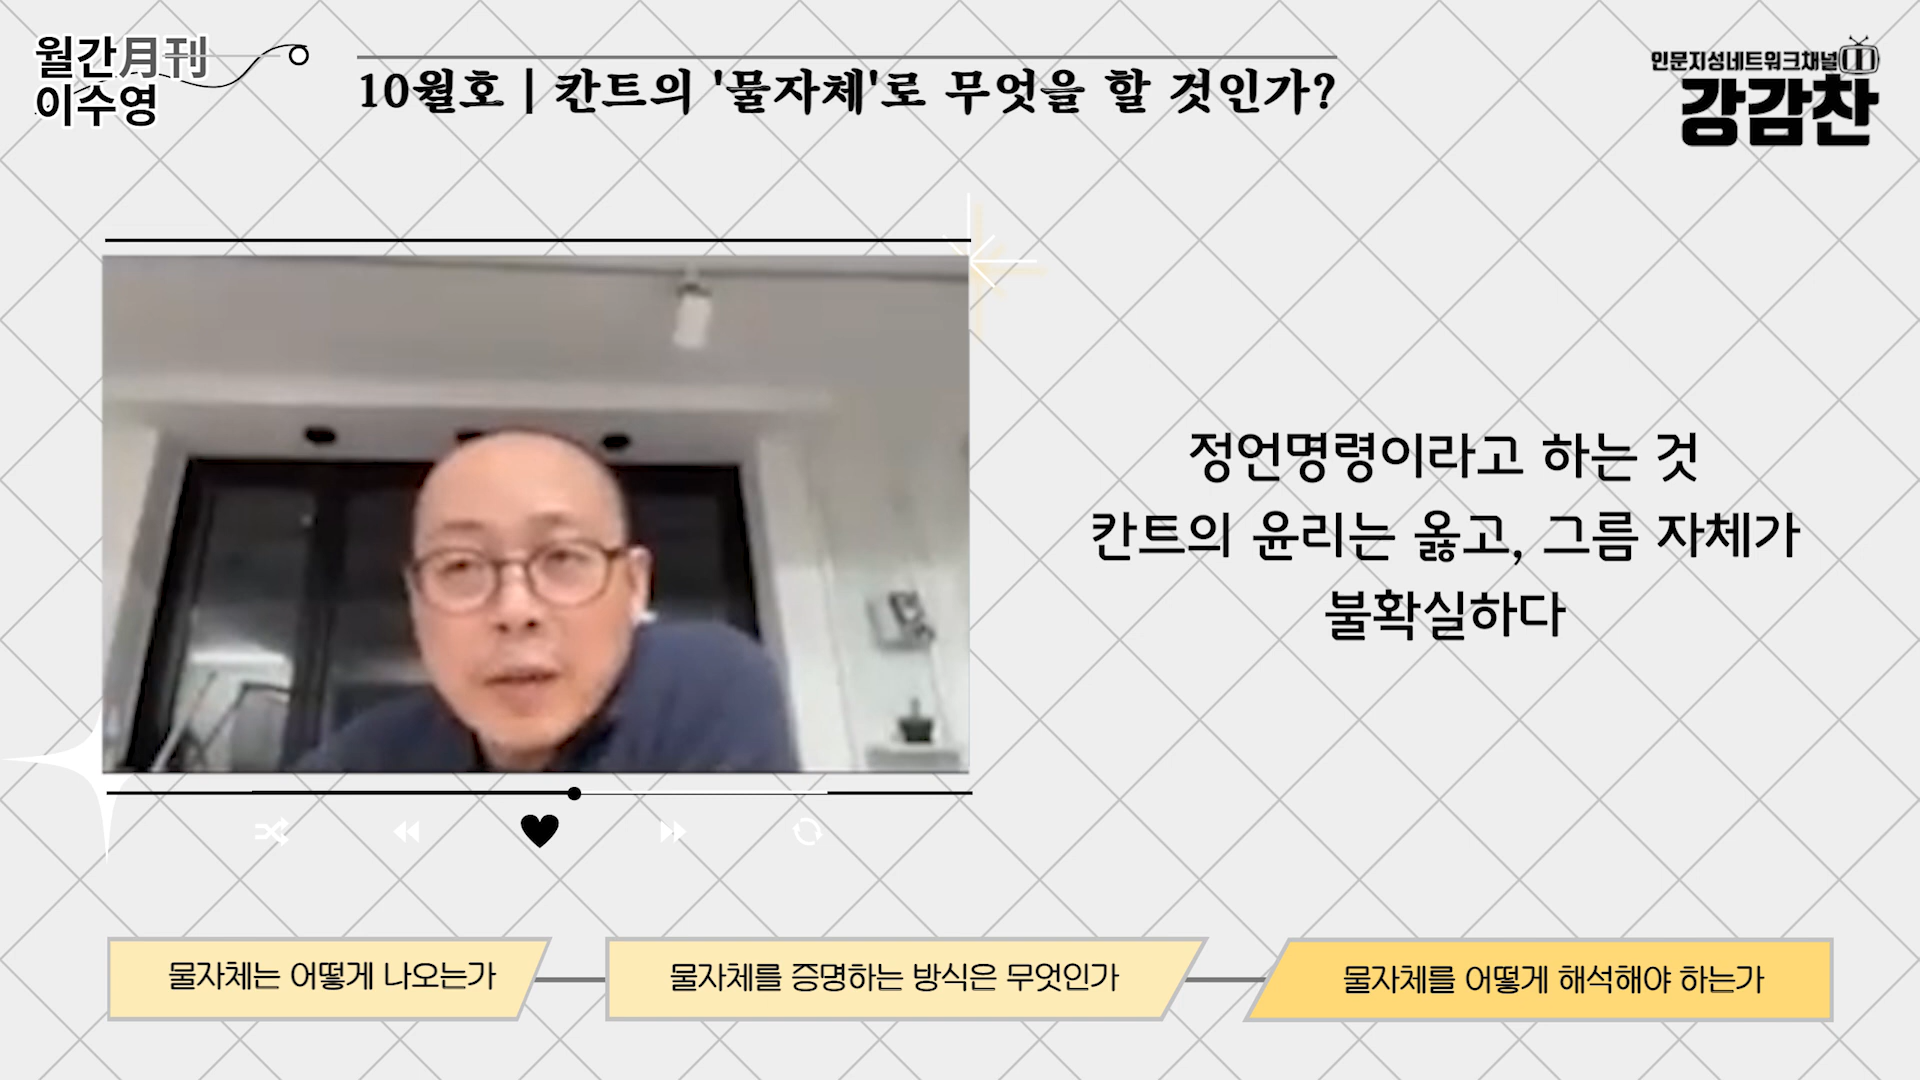 월간月刊
이수영
10월호 | 칸트의 '물자체'로 무엇을 할 것인가?
인문지성네트워크채널
강감찬
정언명령이라고 하는 것
칸트의 윤리는 옳고, 그름 자체가
불확실하다
물자체는 어떻게 나오는가
물자체를 증명하는 방식은 무엇인가
물자체를 어떻게 해석해야 하는가